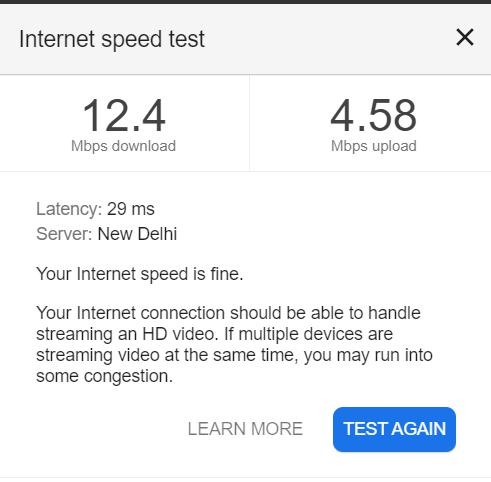 Internet speed test
12.4 4.58
Mbps download Mbps upload
Latency: 29 ms
Server: New Delhi
Your Internet speed is fine.
Your Internet connection should be able to handle
streaming an HD video. If multiple devices are
streaming video at the same time, you may run into
some congestion.
LEARN MORE TEST AGAIN